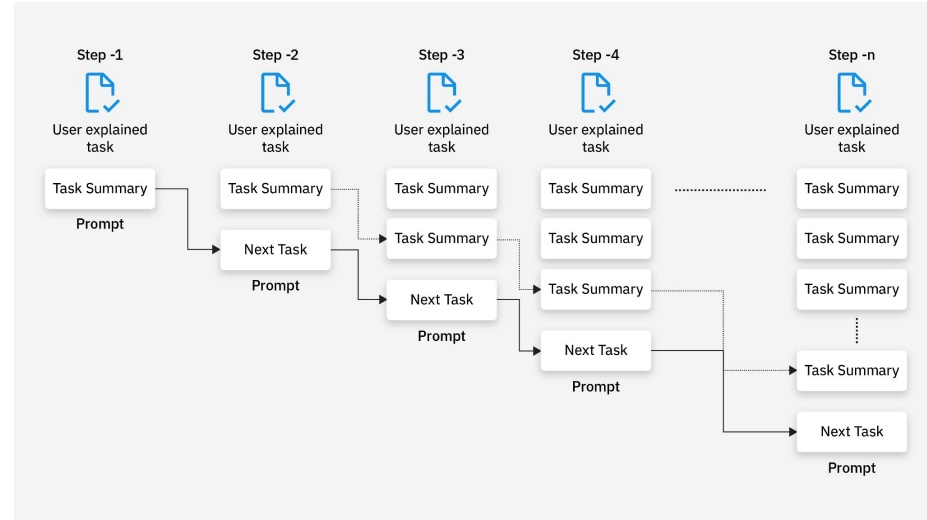 Step -1
User explained
task
Task Summary
Prompt
Step -2
User explained
task
Task Summary
Next Task
Prompt
Step -3
User explained
task
Task Summary
Task Summary
Next Task
Prompt
Step -4
User explained
task
Task Summary
Task Summary
Task Summary
Next Task
Prompt
Step -n
User explained
task
Task Summary
Task Summary
Task Summary
Task Summary
Next Task
Prompt